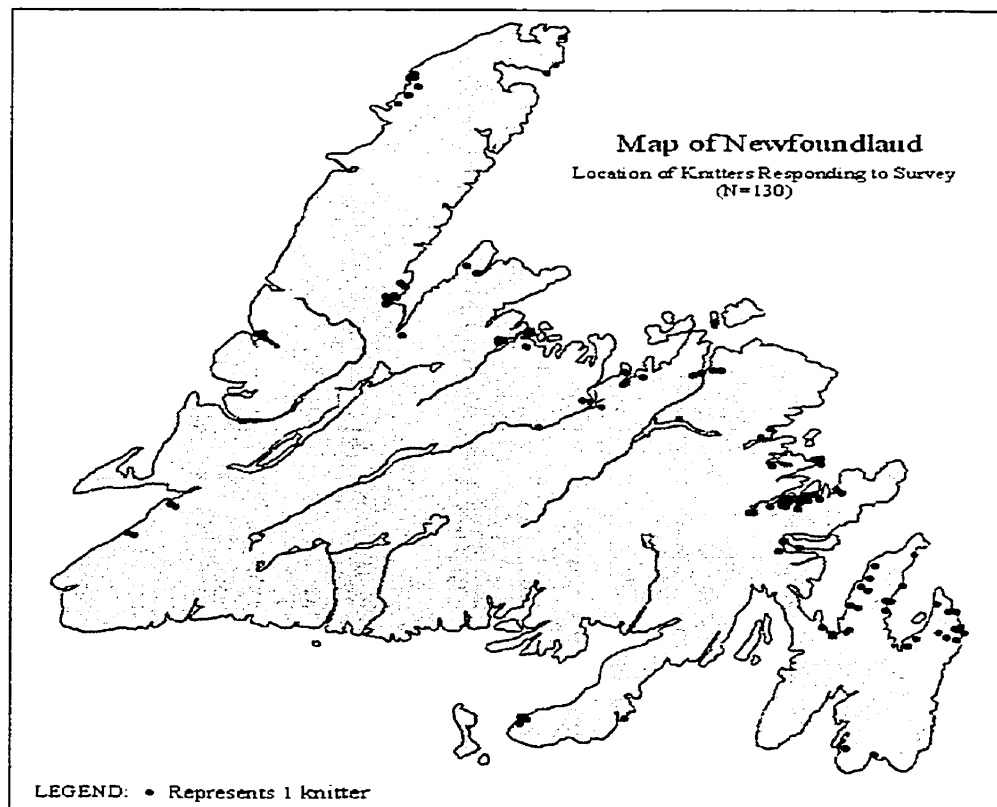 Map of Newfoundlaud
Location of Knitters Responding to Survey
(N=130)
LEGEND: • Represents 1 knitter